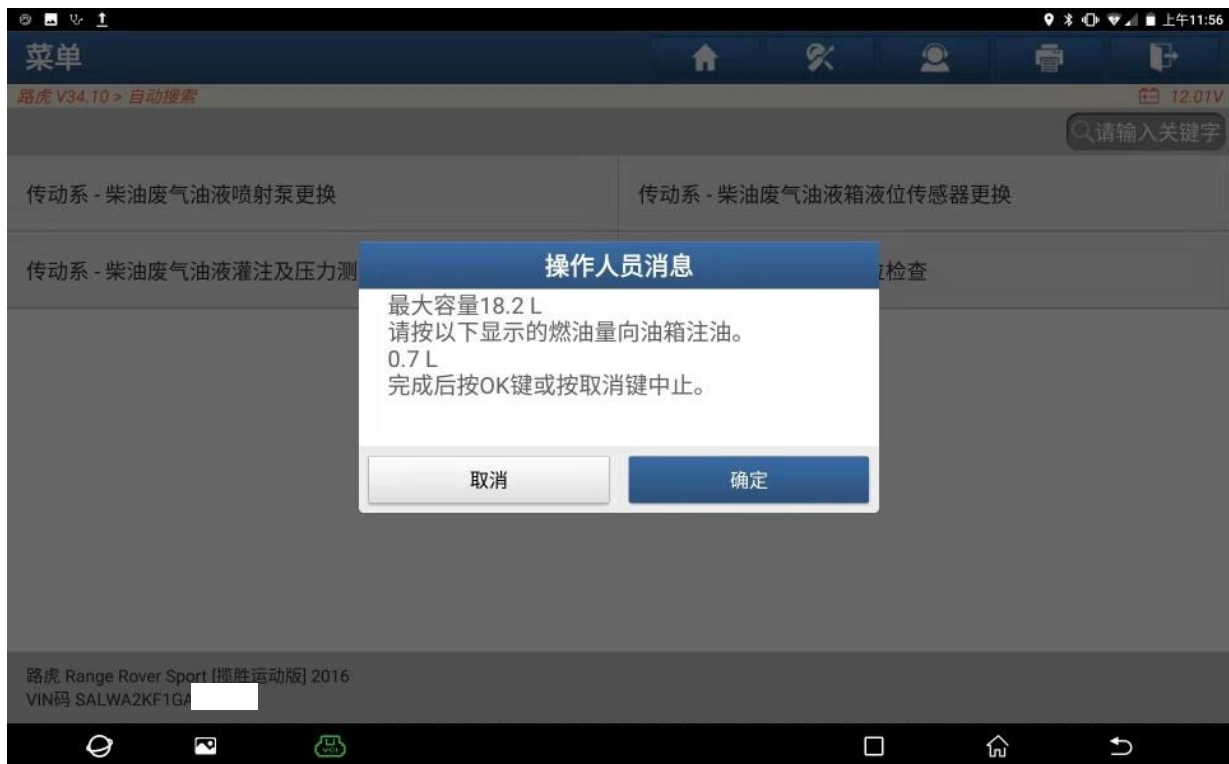 上午11:56
菜单
路虎 V34.10 > 自动搜索
12.01V
请输入关键字
传动系 - 柴油废气油液喷射泵更换
传动系 - 柴油废气油液箱液位传感器更换
传动系 - 柴油废气油液灌注及压力测
检查
操作人员消息
最大容量18.2 L
请按以下显示的燃油量向油箱注油。
0.7 L
完成后按OK键或按取消键中止。
取消
确定
路虎 Range Rover Sport [揽胜运动版] 2016
VIN码 SALWA2KF1GA
VCI